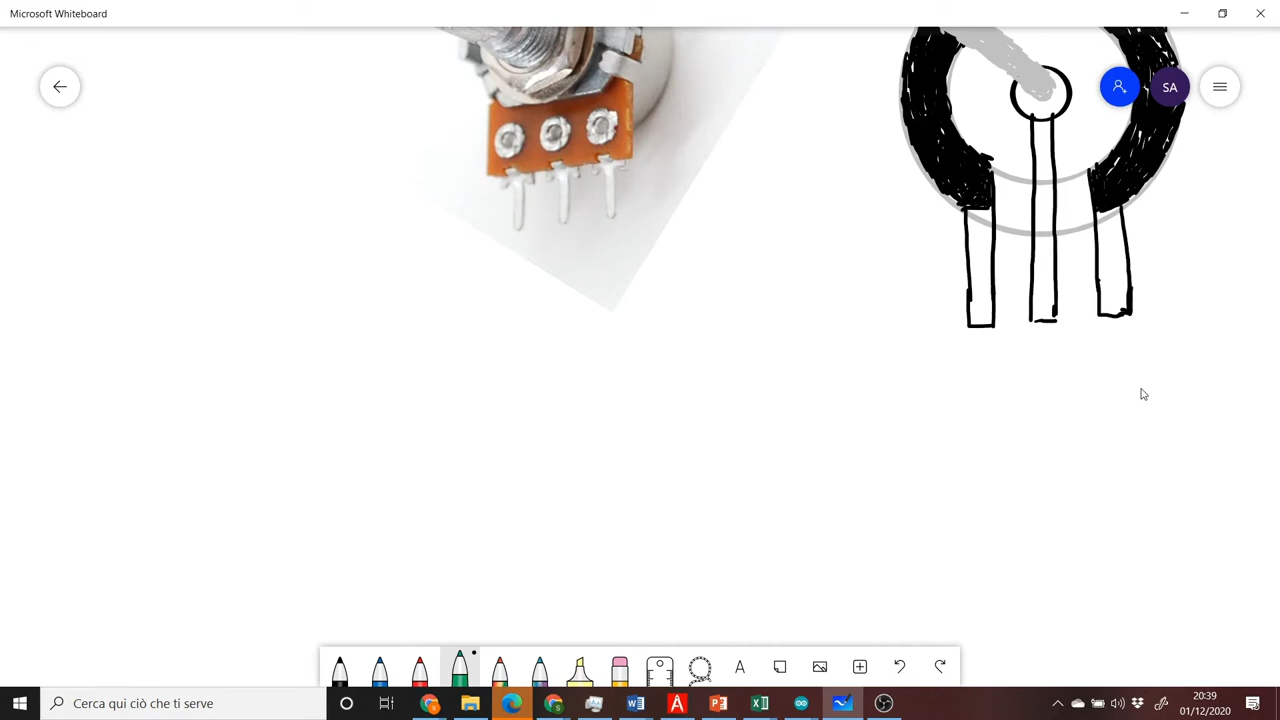 Microsoft Whiteboard
SA
A
Cerca qui ciò che ti serve
20:39
01/12/2020